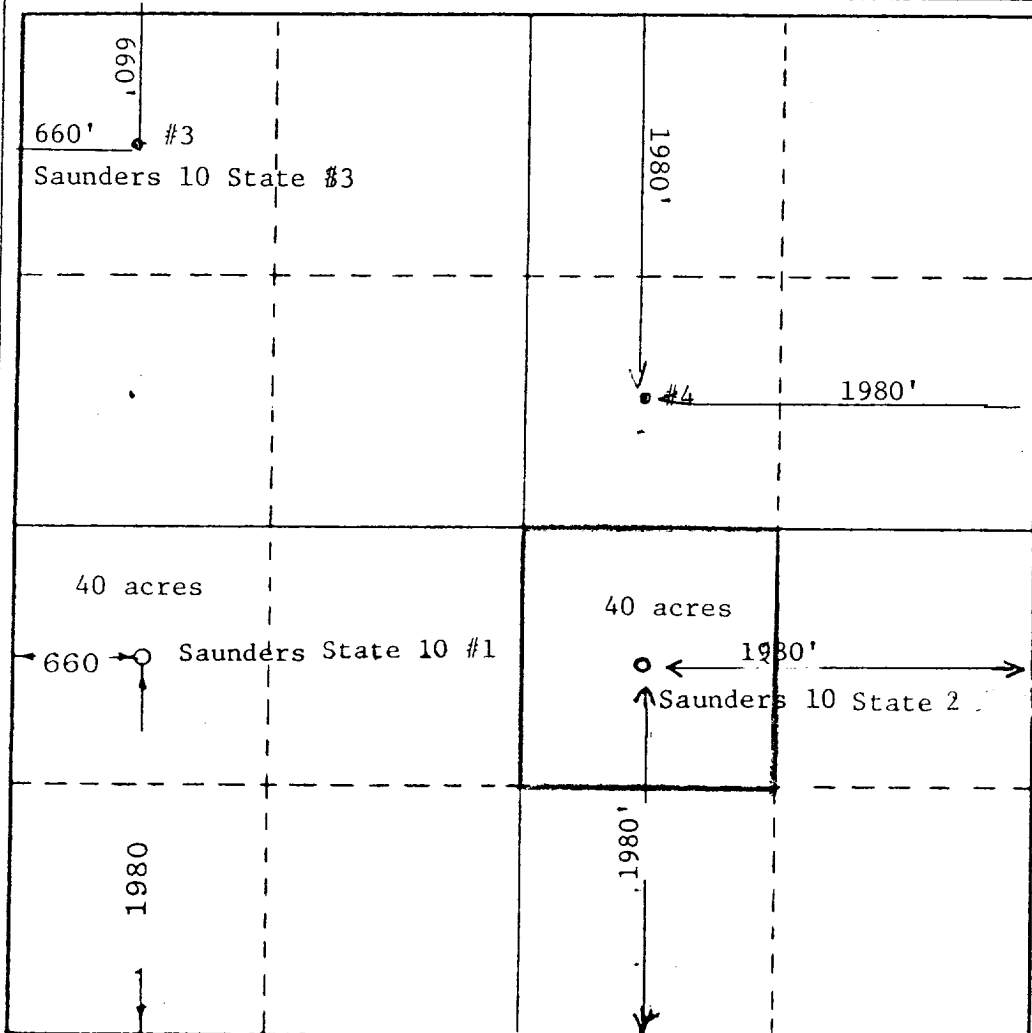 660'
660' #3
Saunders 10 State #3
1980'
#4 1980'
40 acres
40 acres
660 Saunders State 10 #1
1980'
Saunders 10 State 2
1980
1980'